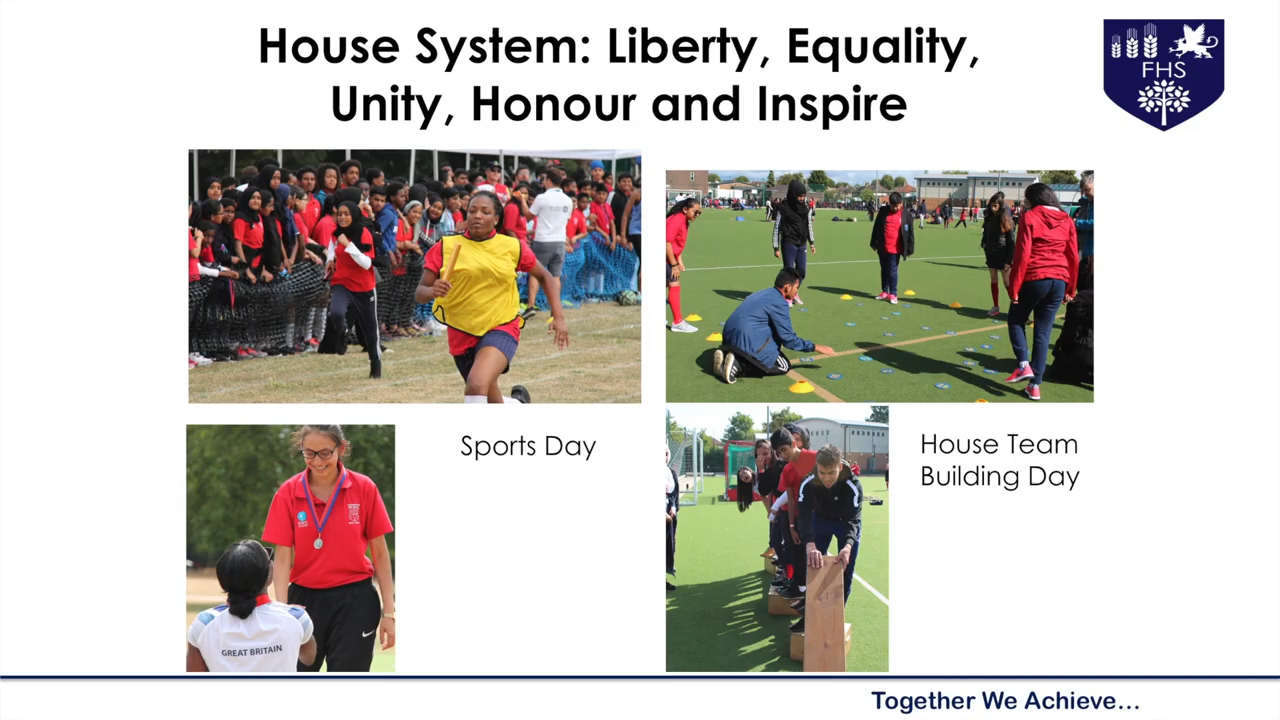 House System: Liberty, Equality,
Unity, Honour and Inspire
FHS
Sports Day
House Team
Building Day
GREAT BRITAIN
Together We Achieve…